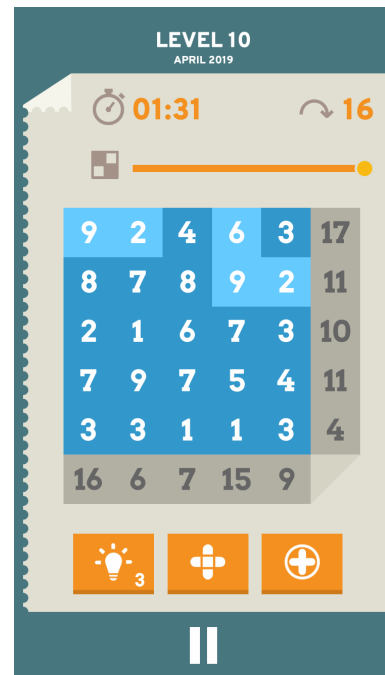 LEVEL 10
APRIL 2019
01:31 16
9 2 4 6 3 17
8 7 8 9 2 11
2 1 6 7 3 10
7 9 7 5 4 11
3 3 1 1 3 4
16 6 7 15 9
3